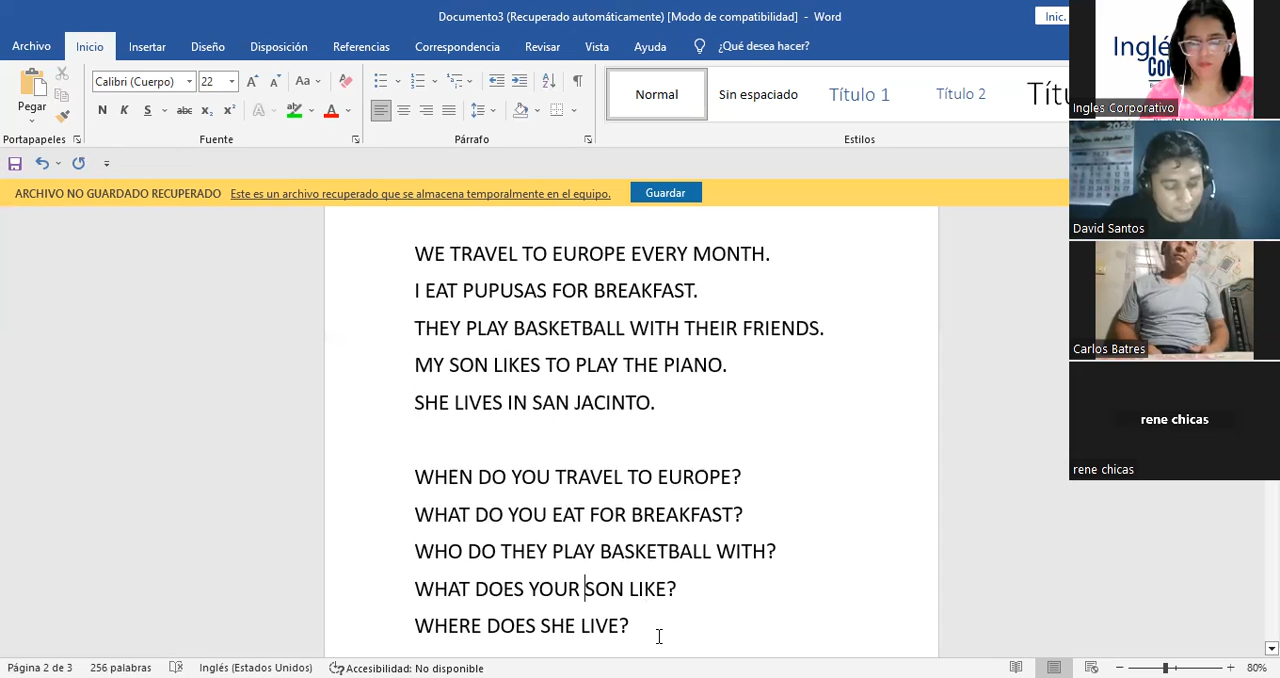 Documento3 (Recuperado automáticamente) [Modo de compatibilidad] - Word
Inic.
Archivo Inicio Insertar Diseño Disposición Referencias Correspondencia Revisar Vista Ayuda ¿Qué desea hacer?
Pegar
Calibri (Cuerpo) 22
Normal Sin espaciado Título 1 Título 2
Portapapeles Fuente Párrafo Estilos
ARCHIVO NO GUARDADO RECUPERADO Este es un archivo recuperado que se almacena temporalmente en el equipo. Guardar
WE TRAVEL TO EUROPE EVERY MONTH.
I EAT PUPUSAS FOR BREAKFAST.
THEY PLAY BASKETBALL WITH THEIR FRIENDS.
MY SON LIKES TO PLAY THE PIANO.
SHE LIVES IN SAN JACINTO.
WHEN DO YOU TRAVEL TO EUROPE?
WHAT DO YOU EAT FOR BREAKFAST?
WHO DO THEY PLAY BASKETBALL WITH?
WHAT DOES YOUR SON LIKE?
WHERE DOES SHE LIVE?
Página 2 de 3 256 palabras Inglés (Estados Unidos) Accesibilidad: No disponible 80%
Ingles Corporativo
2023
David Santos
Carlos Batres
rene chicas
rene chicas